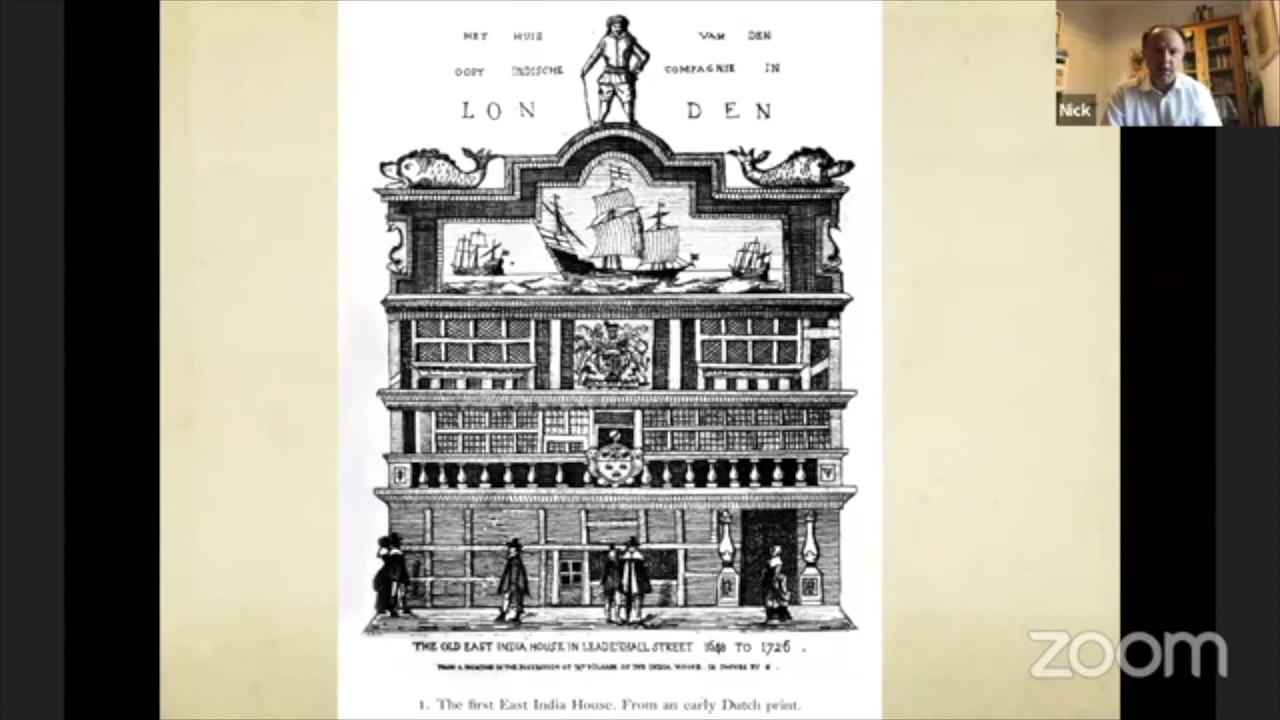 HET HUIS VAN DEN
OOST INDISCHE COMPAGNIE IN
LON DEN
THE OLD EAST INDIA HOUSE IN LEADENHALL STREET 1648 TO 1726 .
1. The first East India House. From an early Dutch print.
Nick
zoom